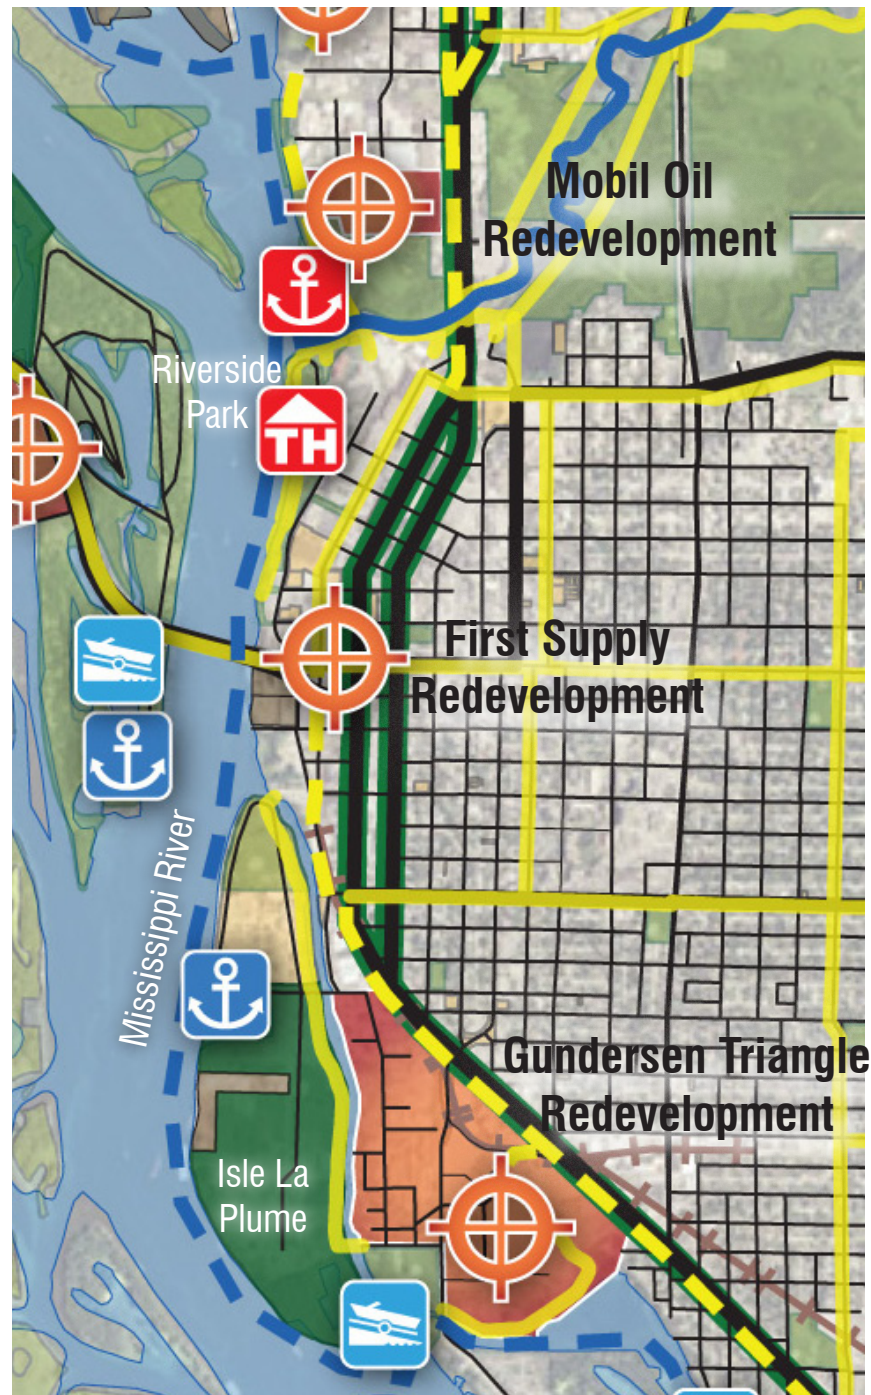 Mobil Oil
Redevelopment
Riverside
Park
TH
First Supply
Redevelopment
Mississippi River
Gundersen Triangle
Redevelopment
Isle La
Plume